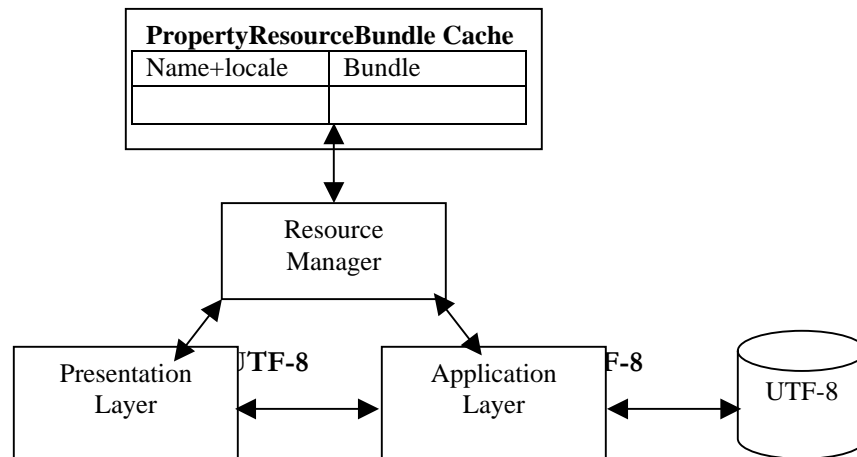 PropertyResourceBundle Cache
Name+locale Bundle
Resource
Manager
UTF-8
F-8
Presentation
Layer
Application
Layer
UTF-8